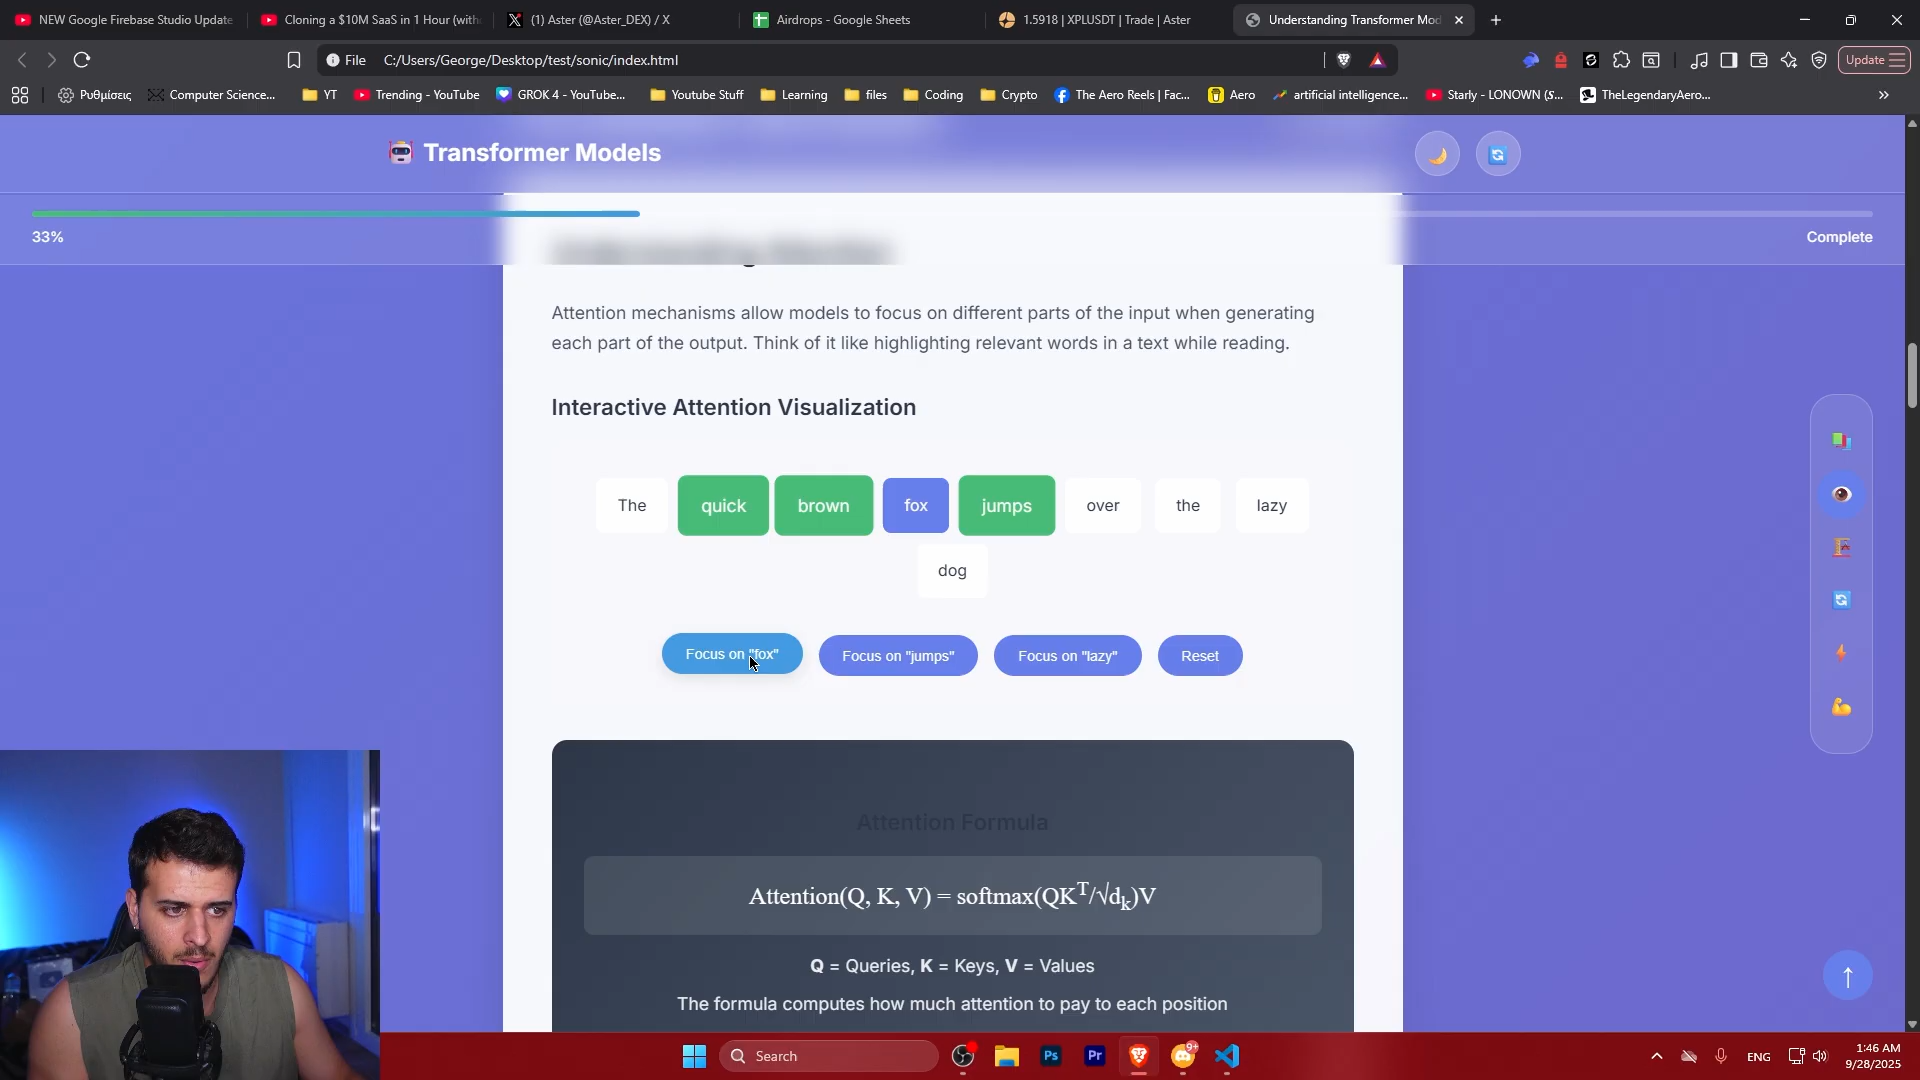 NEW Google Firebase Studio Update
Cloning a $10M SaaS in 1 Hour (with
(1) Aster (@Aster_DEX) / X
Airdrops - Google Sheets
1.5918 | XPLUSDT | Trade | Aster
Understanding Transformer Mod
File C:/Users/George/Desktop/test/sonic/index.html
Update
Ρυθμίσεις
Computer Science...
YT
Trending - YouTube
GROK 4 - YouTube...
Youtube Stuff
Learning
files
Coding
Crypto
The Aero Reels | Fac...
Aero
artificial intelligence...
Starly - LONOWN (S...
TheLegendaryAero...
Transformer Models
33%
Complete
Attention mechanisms allow models to focus on different parts of the input when generating
each part of the output. Think of it like highlighting relevant words in a text while reading.
Interactive Attention Visualization
The quick brown fox jumps over the lazy
dog
Focus on "fox"
Focus on "jumps"
Focus on "lazy"
Reset
Attention Formula
Attention(Q, K, V) = softmax(QK^T/√d_k)V
Q = Queries, K = Keys, V = Values
The formula computes how much attention to pay to each position
Search
Ps
Pr
9+
ENG
1:46 AM
9/28/2025